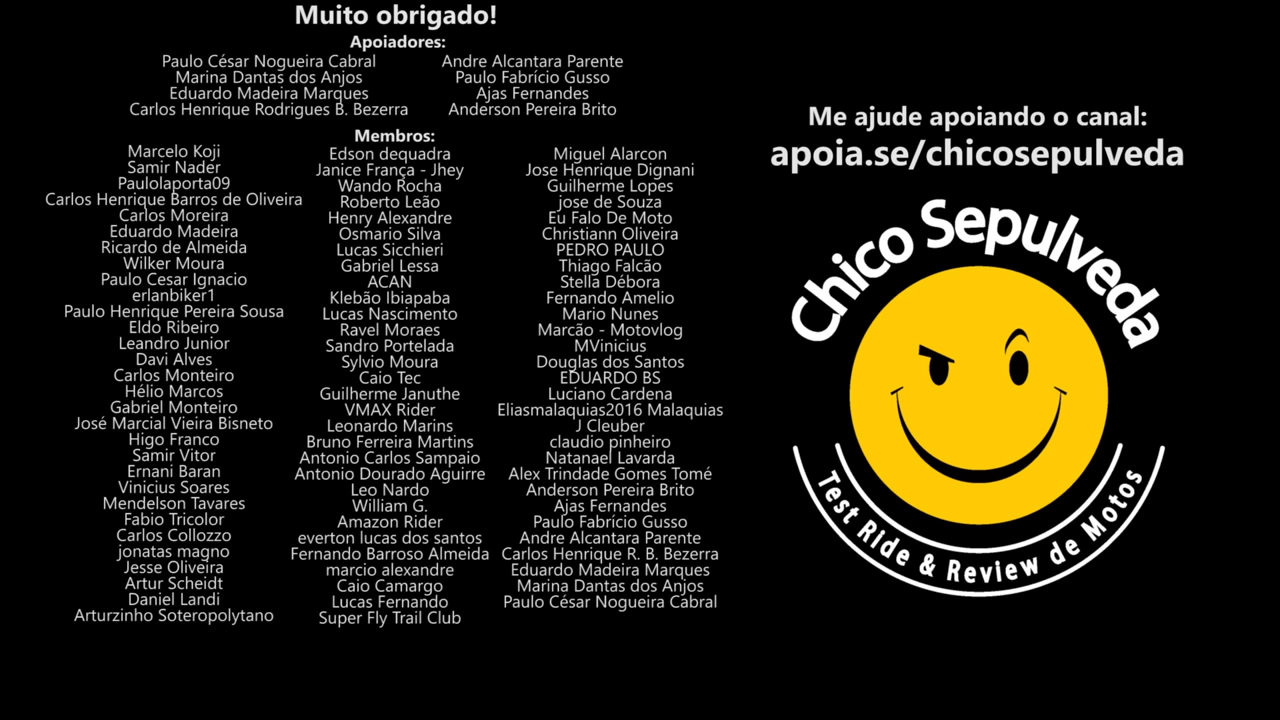 Muito obrigado!
Apoiadores:
Paulo César Nogueira Cabral
Marina Dantas dos Anjos
Eduardo Madeira Marques
Carlos Henrique Rodrigues B. Bezerra
Andre Alcantara Parente
Paulo Fabrício Gusso
Ajas Fernandes
Anderson Pereira Brito
Membros:
Marcelo Koji
Samir Nader
Paulolaporta09
Carlos Henrique Barros de Oliveira
Carlos Moreira
Eduardo Madeira
Ricardo de Almeida
Wilker Moura
Paulo Cesar Ignacio
erlanbiker1
Paulo Henrique Pereira Sousa
Eldo Ribeiro
Leandro Junior
Davi Alves
Carlos Monteiro
Hélio Marcos
Gabriel Monteiro
José Marcial Vieira Bisneto
Higo Franco
Samir Vitor
Ernani Baran
Vinicius Soares
Mendelson Tavares
Fabio Tricolor
Carlos Collozzo
jonatas magno
Jesse Oliveira
Artur Scheidt
Daniel Landi
Arturzinho Soteropolytano
Edson dequadra
Janice França - Jhey
Wando Rocha
Roberto Leão
Henry Alexandre
Osmario Silva
Lucas Sicchieri
Gabriel Lessa
ACAN
Klebão Ibiapaba
Lucas Nascimento
Ravel Moraes
Sandro Portelada
Sylvio Moura
Caio Tec
Guilherme Januthe
VMAX Rider
Leonardo Marins
Bruno Ferreira Martins
Antonio Carlos Sampaio
Antonio Dourado Aguirre
Leo Nardo
William G.
Amazon Rider
everton lucas dos santos
Fernando Barroso Almeida
marcio alexandre
Caio Camargo
Lucas Fernando
Super Fly Trail Club
Miguel Alarcon
Jose Henrique Dignani
Guilherme Lopes
jose de Souza
Eu Falo De Moto
Christiann Oliveira
PEDRO PAULO
Thiago Falcão
Stella Débora
Fernando Amelio
Mario Nunes
Marcão - Motovlog
MVinicius
Douglas dos Santos
EDUARDO BS
Luciano Cardena
Eliasmalaquias2016 Malaquias
J Cleuber
claudio pinheiro
Natanael Lavarda
Alex Trindade Gomes Tomé
Anderson Pereira Brito
Ajas Fernandes
Paulo Fabrício Gusso
Andre Alcantara Parente
Carlos Henrique R. B. Bezerra
Eduardo Madeira Marques
Marina Dantas dos Anjos
Paulo César Nogueira Cabral
Me ajude apoiando o canal:
apoia.se/chicosepulveda
Chico Sepulveda
Test Ride & Review de Motos